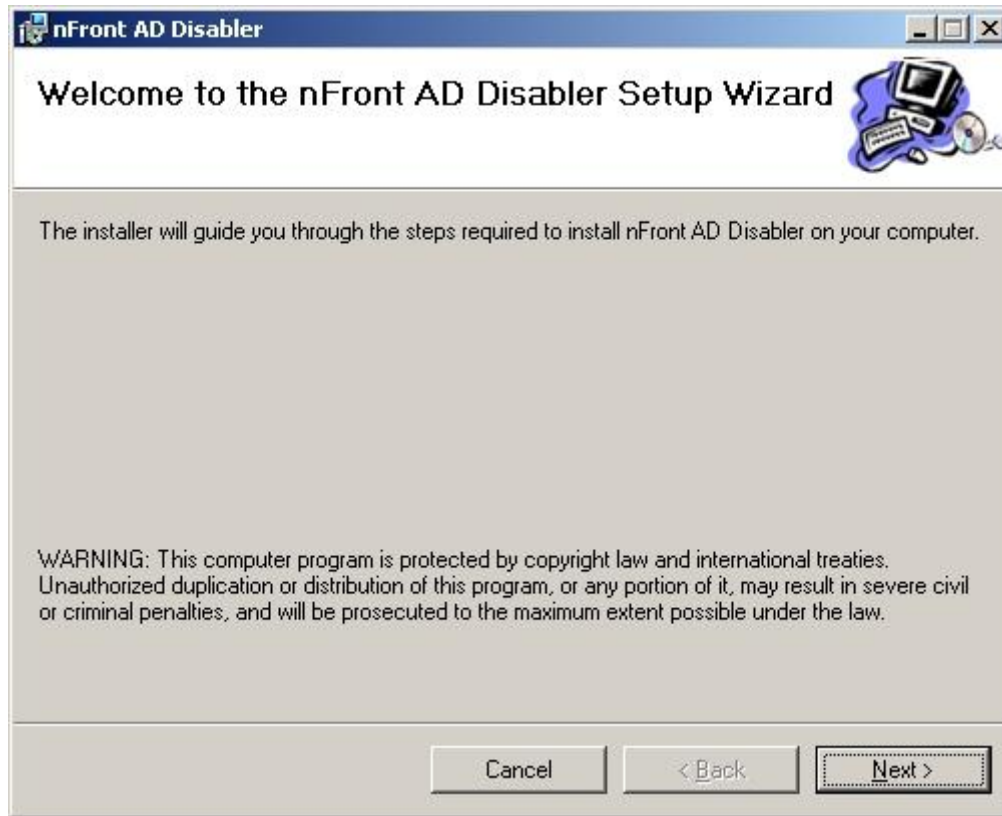 nFront AD Disabler
Welcome to the nFront AD Disabler Setup Wizard
The installer will guide you through the steps required to install nFront AD Disabler on your computer.
WARNING: This computer program is protected by copyright law and international treaties.
Unauthorized duplication or distribution of this program, or any portion of it, may result in severe civil
or criminal penalties, and will be prosecuted to the maximum extent possible under the law.
Cancel
< Back
Next >